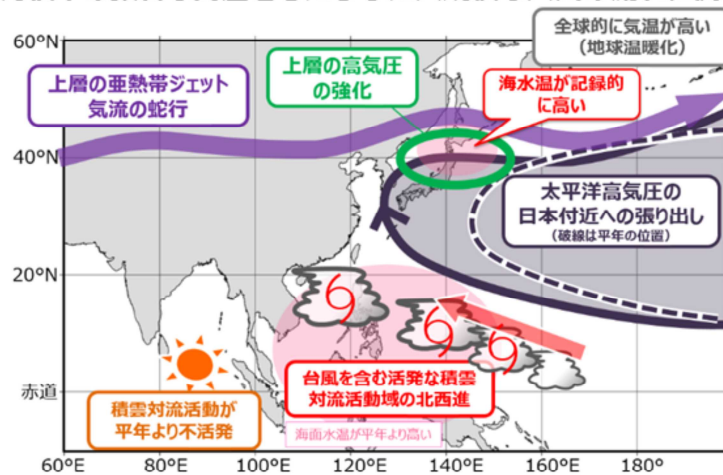 全球的に気温が高い
(地球温暖化)
60°N
上層の亜熱帯ジェット
気流の蛇行
上層の高気圧
の強化
海水温が記録的
に高い
40°N
太平洋高気圧の
日本付近への張り出し
(破線は平年の位置)
20°N
赤道
台風を含む活発な積雲
対流活動域の北西進
積雲対流活動が
平年より不活発
海面水温が平年より高い
60°E
80°E
100°E
120°E
140°E
160°E
180°